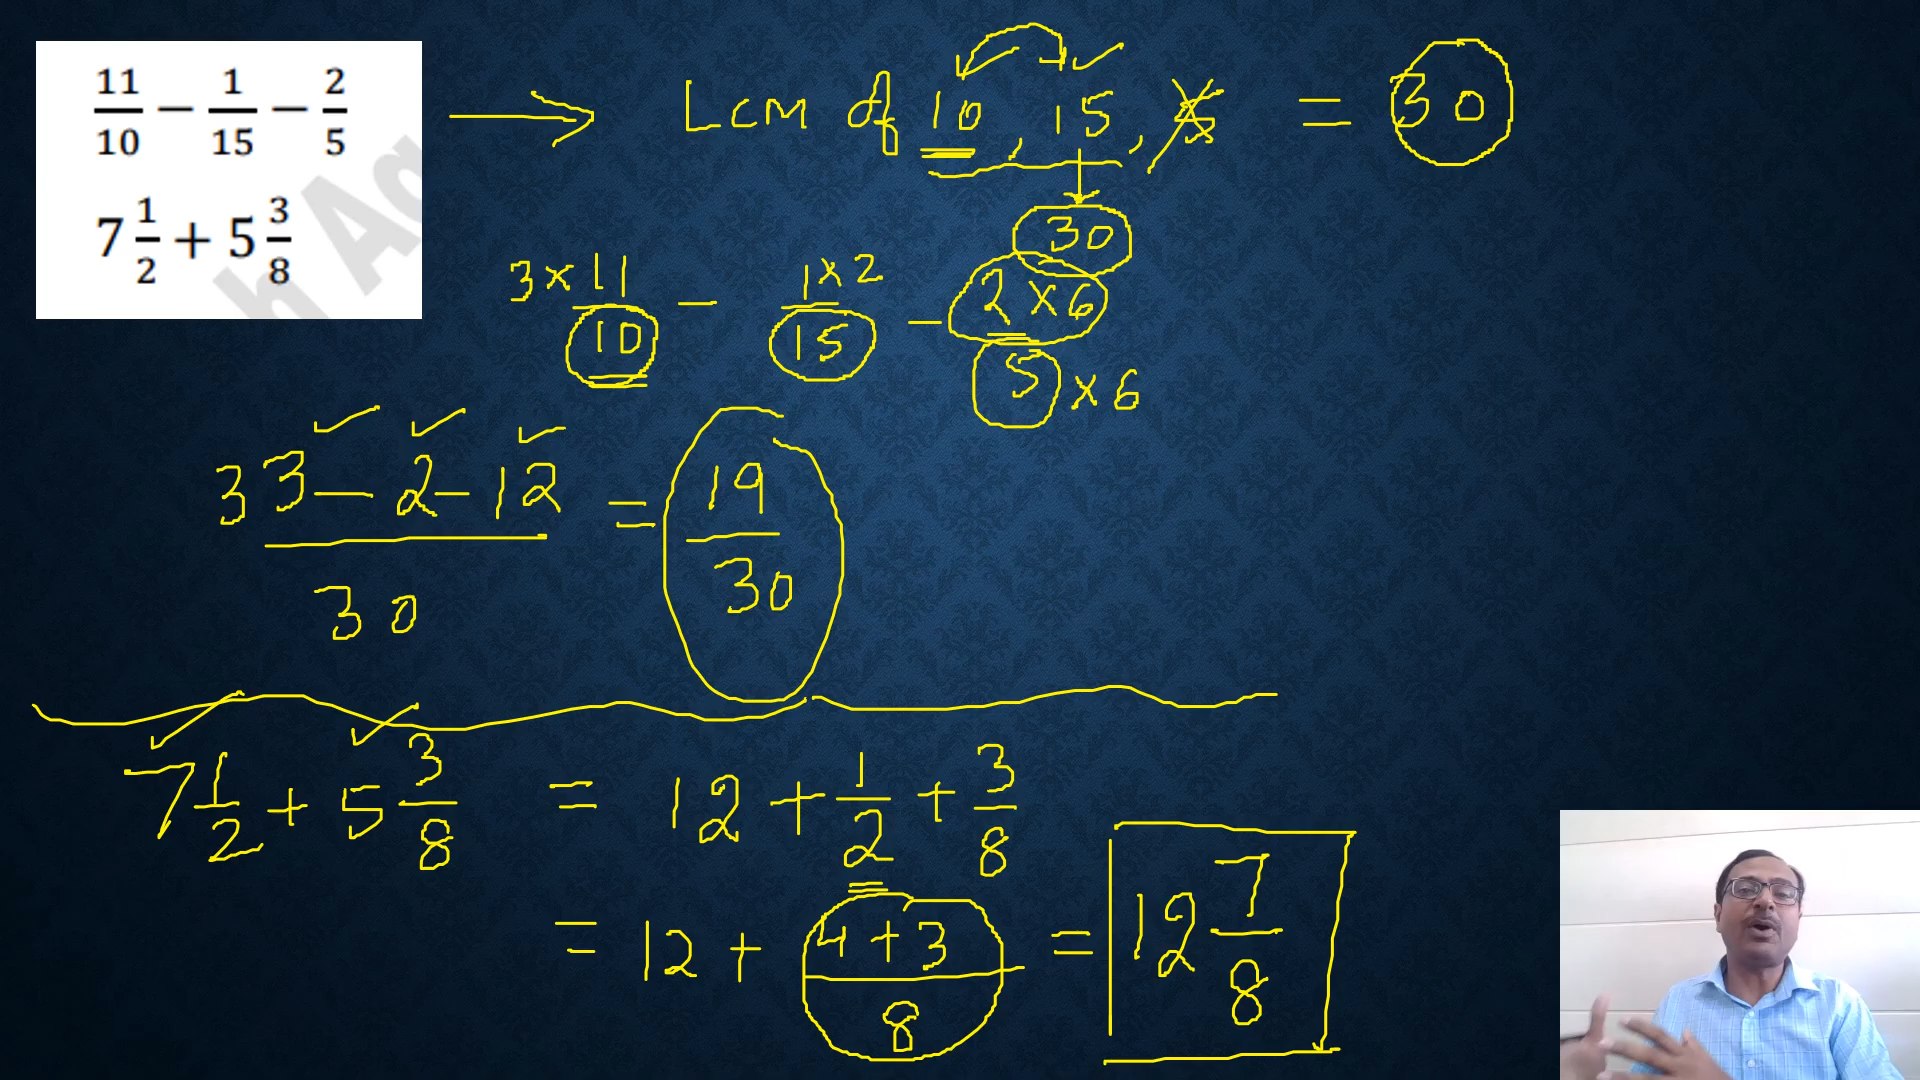 11/10 − 1/15 − 2/5
7 1/2 + 5 3/8
h Ag
Lcm of 10, 15, 5 = 30
30
3×11/10 − 1×2/15 − 2×6/5×6
33 − 2 − 12/30 = 19/30
7 1/2 + 5 3/8 = 12 + 1/2 + 3/8
= 12 + 4+3/8 = 12 7/8